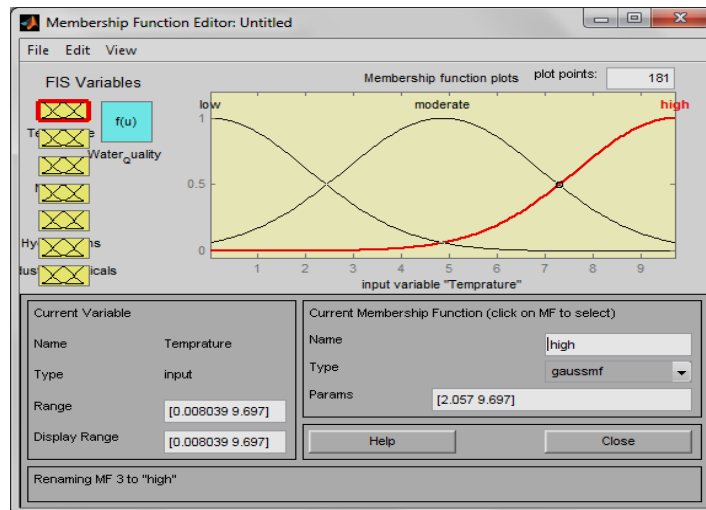 Membership Function Editor: Untitled
File Edit View
FIS Variables
Membership function plots plot points: 181
f(u)
WaterQuality
low moderate high
1
0.5
0
1 2 3 4 5 6 7 8 9
input variable "Temprature"
icals
Current Variable
Name Temprature
Type input
Range [0.008039 9.697]
Display Range [0.008039 9.697]
Current Membership Function (click on MF to select)
Name high
Type gaussmf
Params [2.057 9.697]
Help Close
Renaming MF 3 to "high"